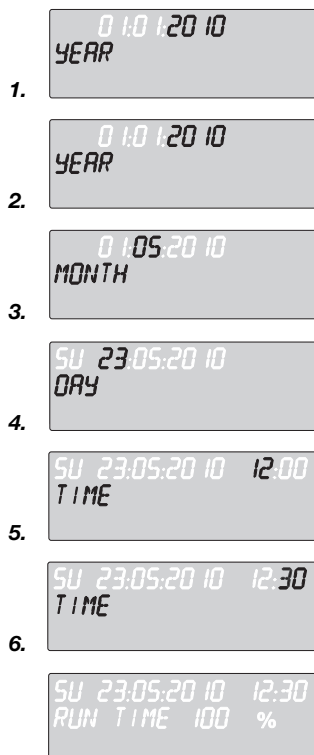 01:01:2010
YEAR
1.
01:01:2010
YEAR
2.
01:05:2010
MONTH
3.
SU 23:05:2010
DAY
4.
SU 23:05:2010 12:00
TIME
5.
SU 23:05:2010 12:30
TIME
6.
SU 23:05:2010 12:30
RUN TIME 100 %